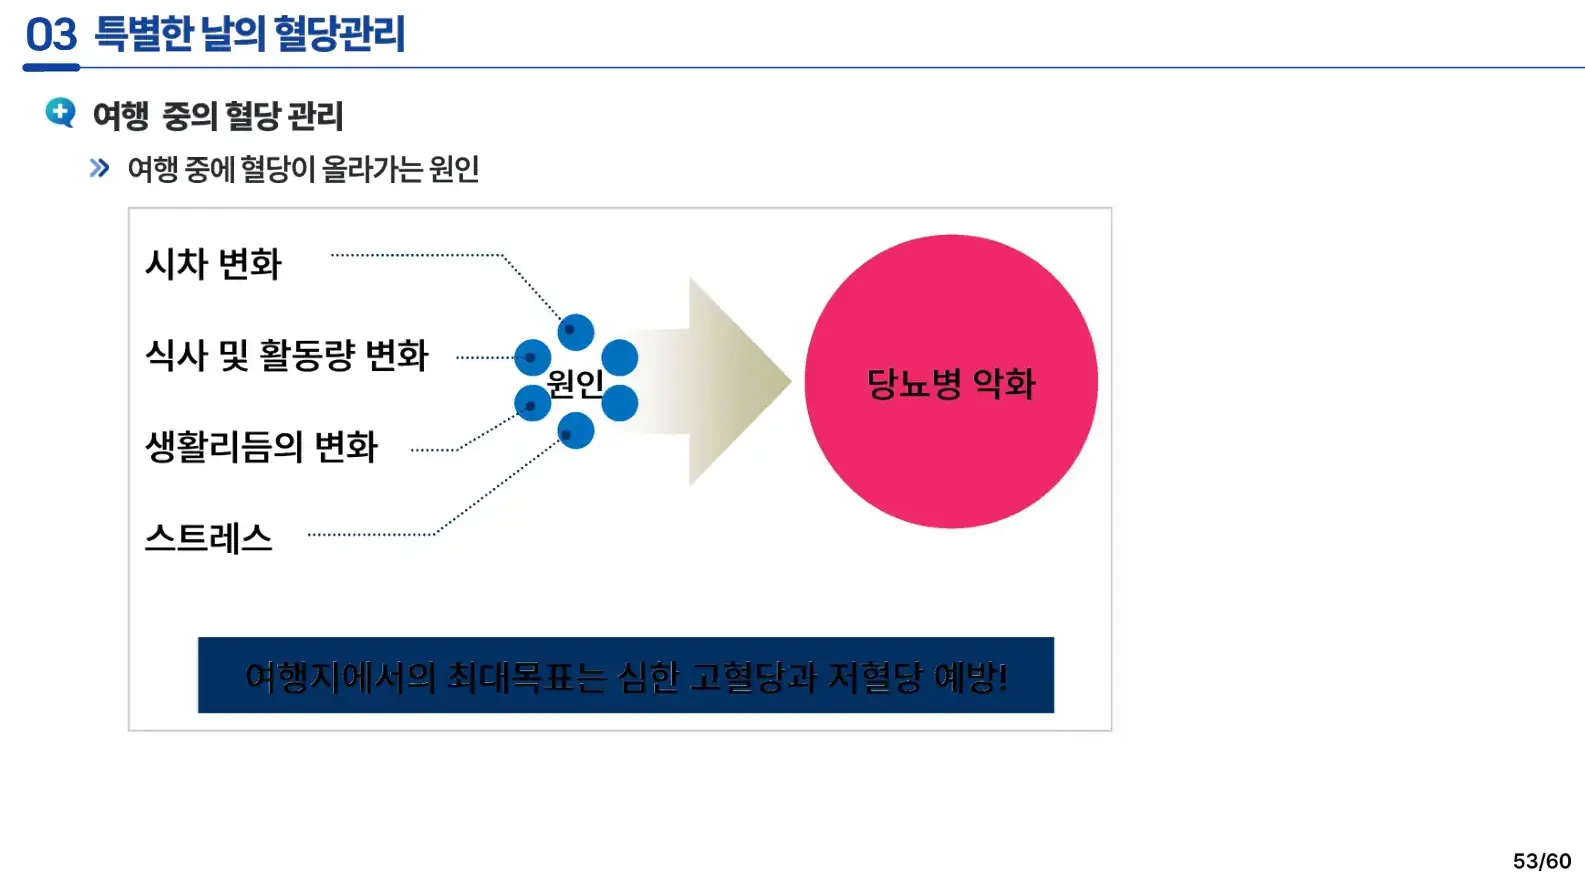 03 특별한 날의 혈당관리
여행 중의 혈당 관리
여행 중에 혈당이 올라가는 원인
시차 변화
식사 및 활동량 변화
생활리듬의 변화
스트레스
원인
당뇨병 악화
여행지에서의 최대목표는 심한 고혈당과 저혈당 예방!
53/60